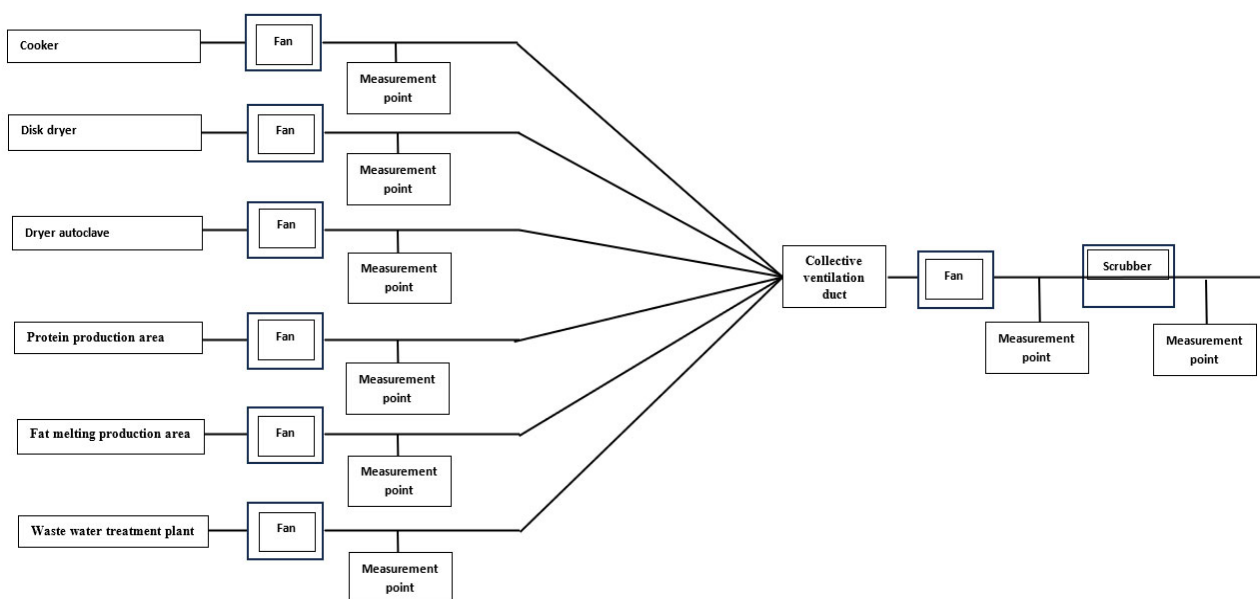 Cooker
Fan
Measurement
point
Disk dryer
Fan
Measurement
point
Dryer autoclave
Fan
Measurement
point
Collective
ventilation
duct
Fan
Scrubber
Measurement
point
Measurement
point
Protein production area
Fan
Measurement
point
Fat melting production area
Fan
Measurement
point
Waste water treatment plant
Fan
Measurement
point